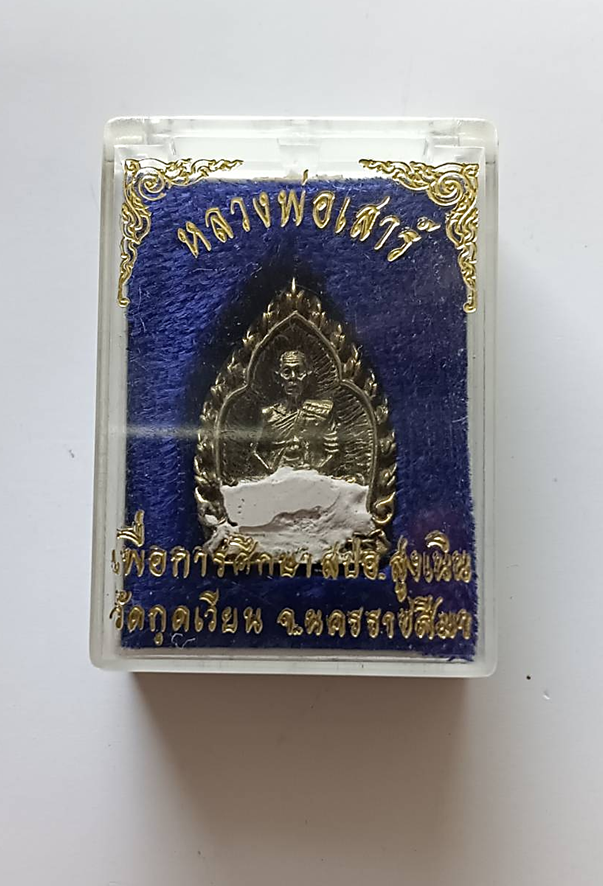 หลวงพ่อเสาร์
เพื่อการศึกษา สปอ. สูงเนิน
วัดกุดเวียน จ.นครราชสีมา